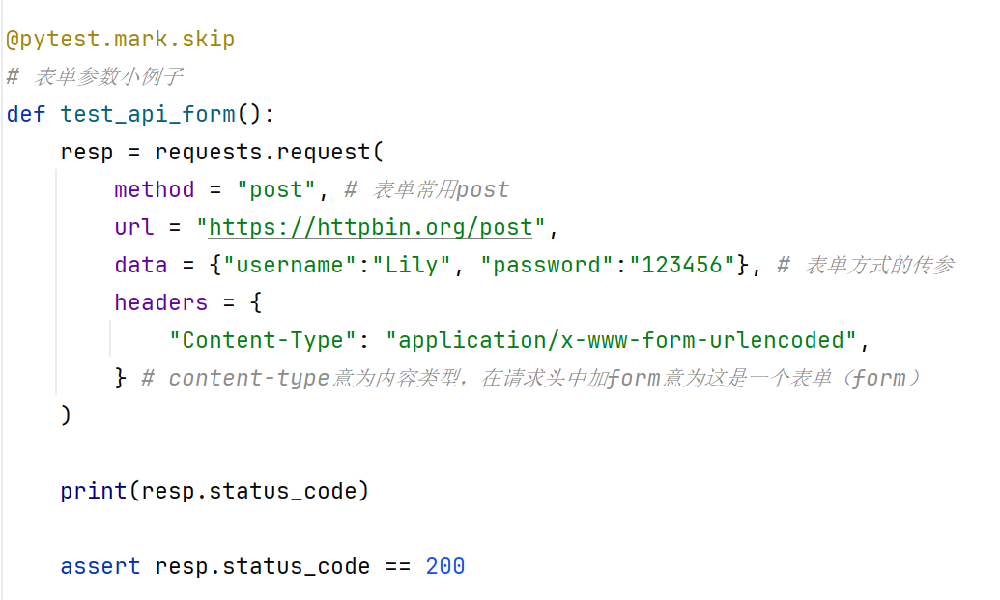 @pytest.mark.skip
# 表单参数小例子
def test_api_form():
    resp = requests.request(
        method = "post", # 表单常用post
        url = "https://httpbin.org/post",
        data = {"username":"Lily", "password":"123456"}, # 表单方式的传参
        headers = {
            "Content-Type": "application/x-www-form-urlencoded",
        } # content-type意为内容类型，在请求头中加form意为这是一个表单（form）
    )
    print(resp.status_code)
    assert resp.status_code == 200